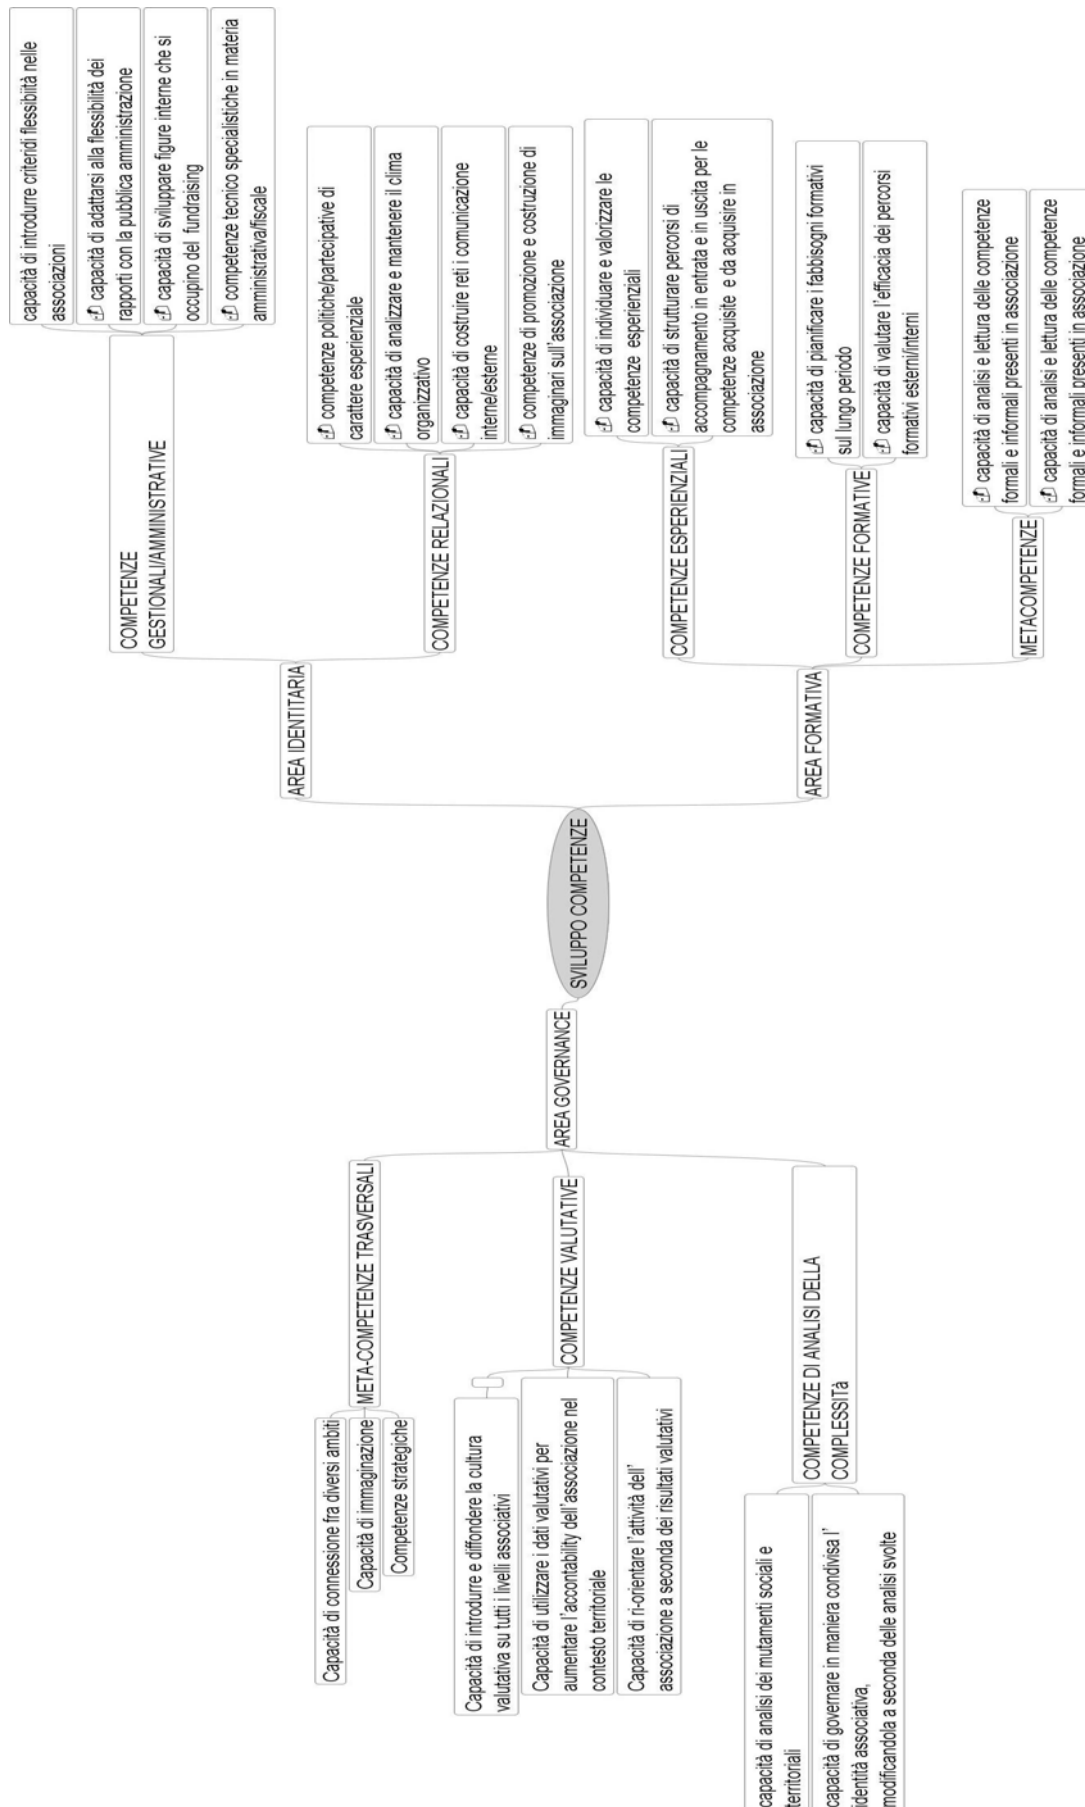 SVILUPPO COMPETENZE
AREA IDENTITARIA
COMPETENZE
GESTIONALI/AMMINISTRATIVE
capacità di introdurre criteridi flessibiità nelle
associazioni
capacità di adattarsi alla flessibilità dei
rapporti con la pubblica amministrazione
capacità di sviluppare figure interne che si
occupino del fundraising
competenze tecnico specialistiche in materia
amministrativa/fiscale
COMPETENZE RELAZIONALI
competenze politiche/partecipative di
carattere esperienziale
capacità di analizzare e mantenere il clima
organizzativo
capacità di costruire reti i comunicazione
interne/esterne
competenze di promozione e costruzione di
immaginari sull'associazione
AREA FORMATIVA
COMPETENZE ESPERIENZIALI
capacità di individuare e valorizzare le
competenze esperienziali
capacità di strutturare percorsi di
accompagnamento in entrata e in uscita per le
competenze acquisite e da acquisire in
associazione
COMPETENZE FORMATIVE
capacità di pianificare i fabbisogni formativi
sul lungo periodo
capacità di valutare l'efficacia dei percorsi
formativi esterni/interni
METACOMPETENZE
capacità di analisi e lettura delle competenze
formali e informali presenti in associazione
capacità di analisi e lettura delle competenze
formali e informali presenti in associazione
AREA GOVERNANCE
META-COMPETENZE TRASVERSALI
Capacità di connessione fra diversi ambiti
Capacità di immaginazione
Competenze strategiche
COMPETENZE VALUTATIVE
Capacità di introdurre e diffondere la cultura
valutativa su tutti i livelli associativi
Capacità di utilizzare i dati valutativi per
aumentare l'accontability dell'associazione nel
contesto territoriale
Capacità di ri-orientare l'attività dell'
associazione a seconda dei risultati valutativi
COMPETENZE DI ANALISI DELLA
COMPLESSITà
capacità di analisi dei mutamenti sociali e
territoriali
capacità di governare in maniera condivisa l'
identità associativa,
modificandola a seconda delle analisi svolte